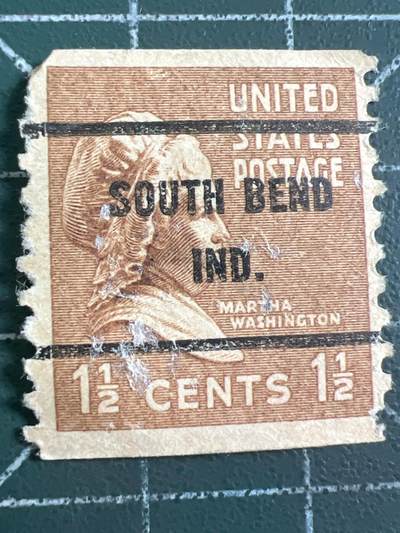 UNITED
STATES
POSTAGE
SOUTH BEND
IND.
MARTHA
WASHINGTON
1½ CENTS 1½